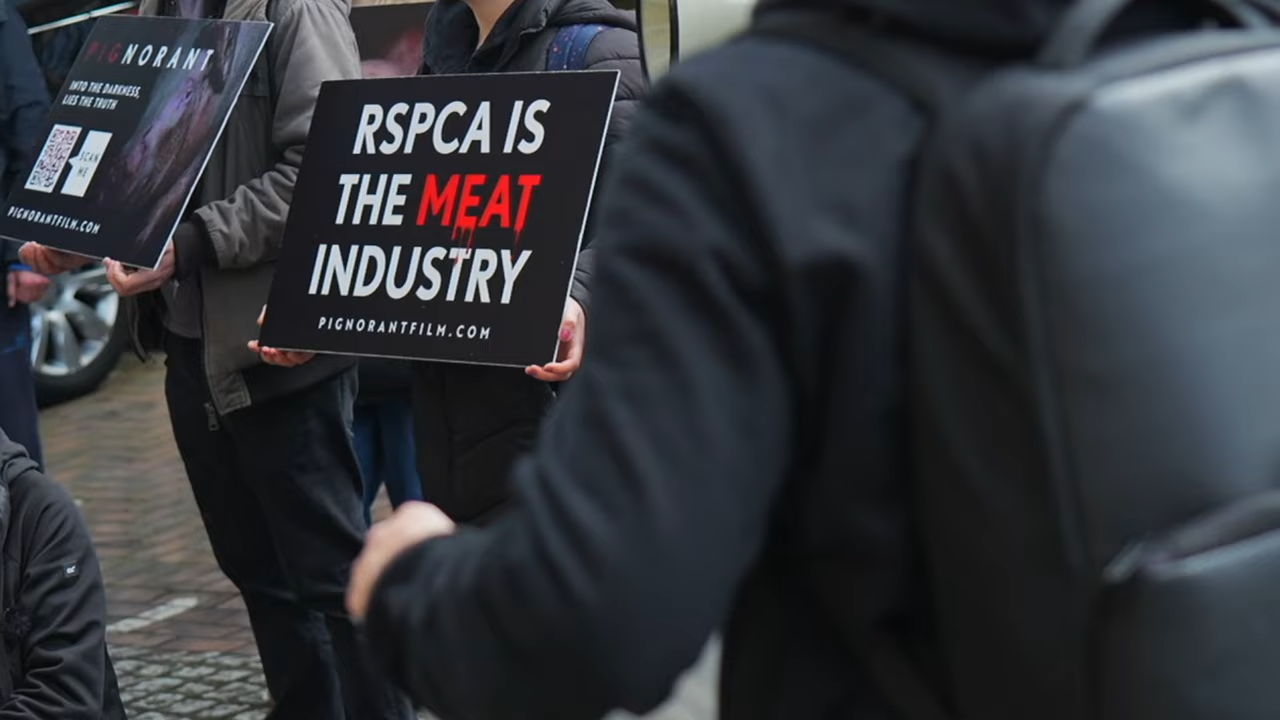 PIGNORANT
INTO THE DARKNESS,
LIES THE TRUTH
SCAN
ME
PIGNORANTFILM.COM
RSPCA IS
THE MEAT
INDUSTRY
PIGNORANTFILM.COM